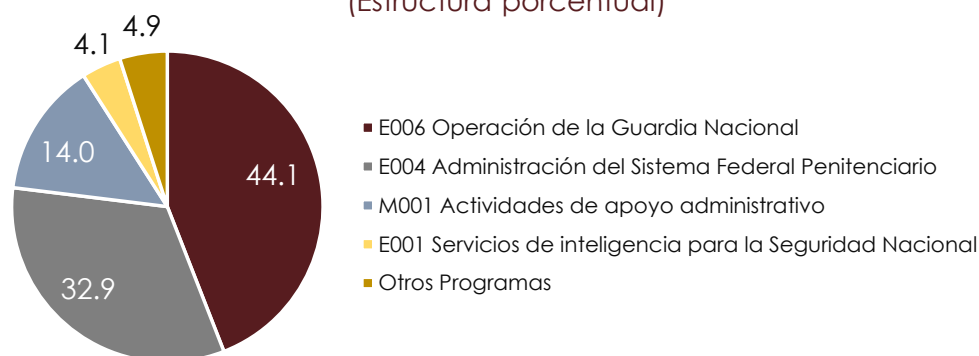 (Estructura porcentual)
4.9
4.1
14.0
44.1
32.9
E006 Operación de la Guardia Nacional
E004 Administración del Sistema Federal Penitenciario
M001 Actividades de apoyo administrativo
E001 Servicios de inteligencia para la Seguridad Nacional
Otros Programas